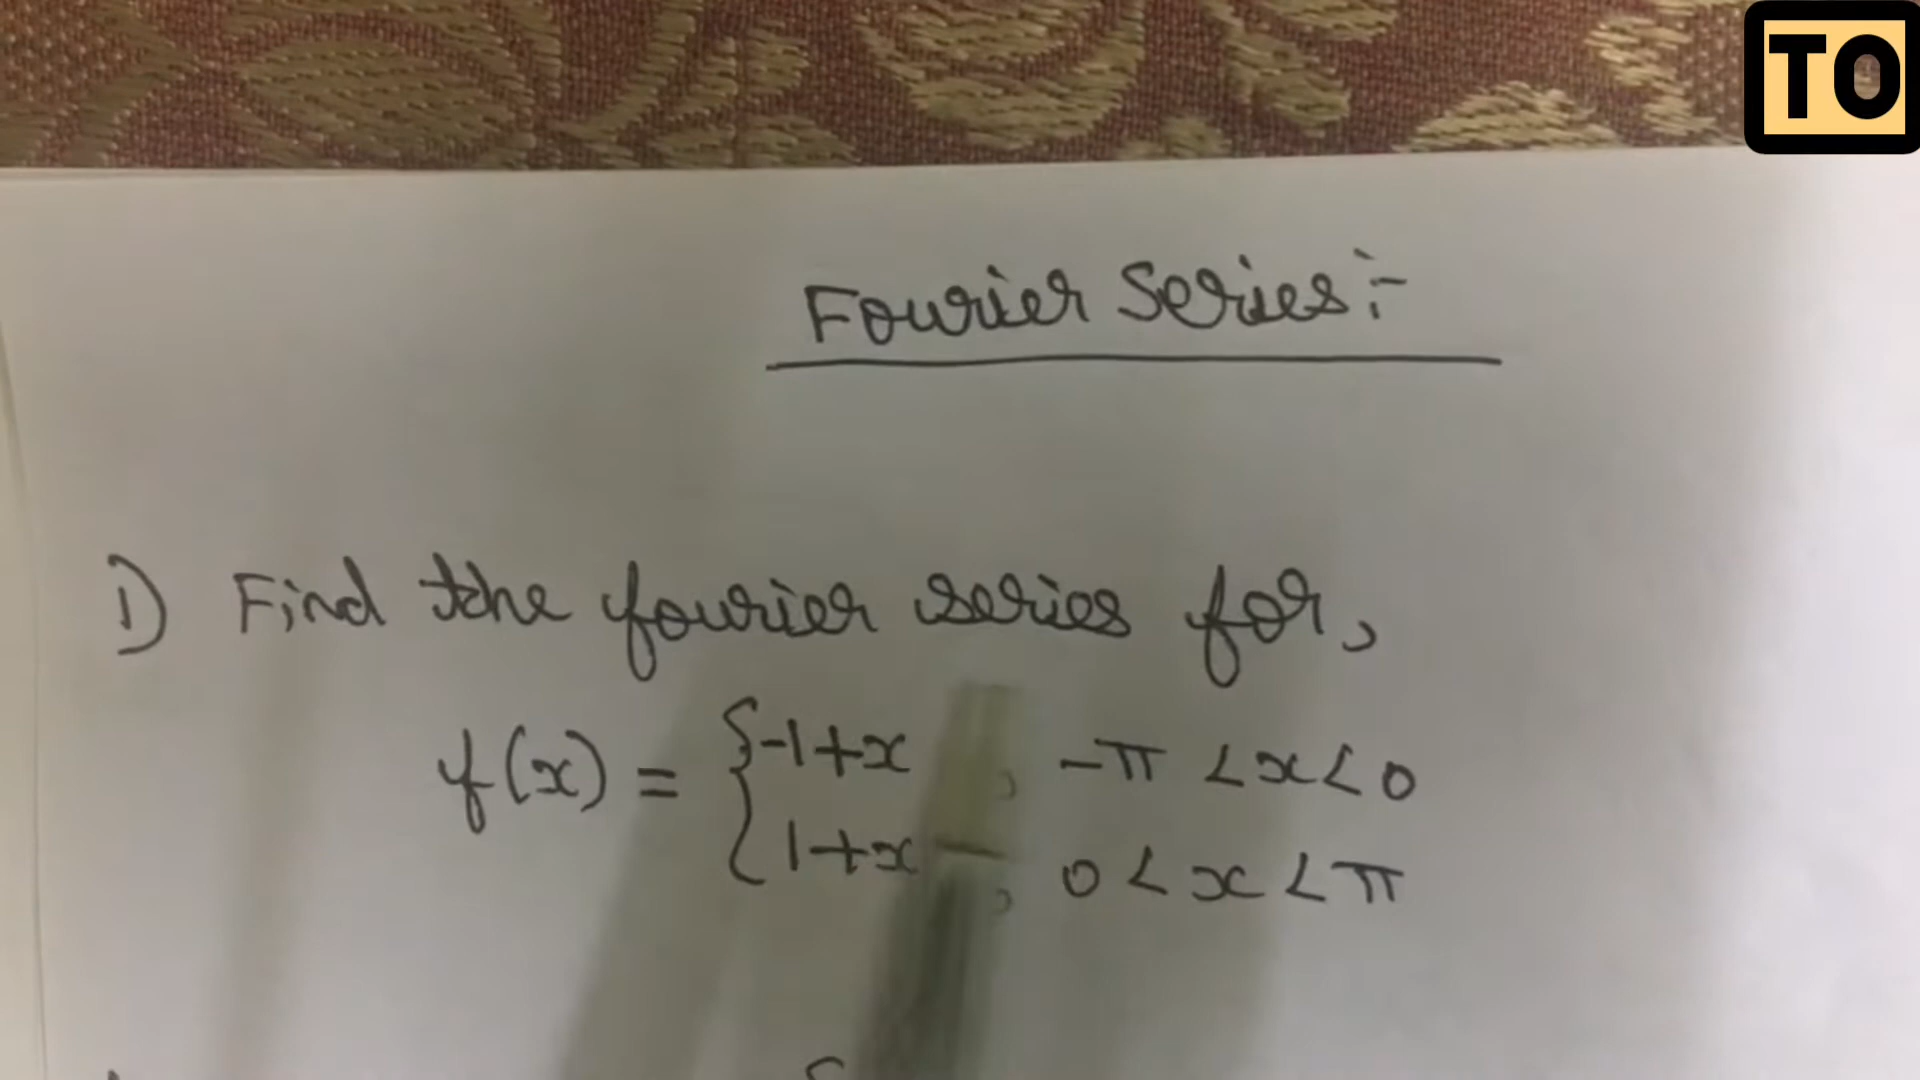 TO
Fourier Series :-
1) Find the fourier series for,
f(x) = { -1+x , -π < x < 0
1+x , 0 < x < π